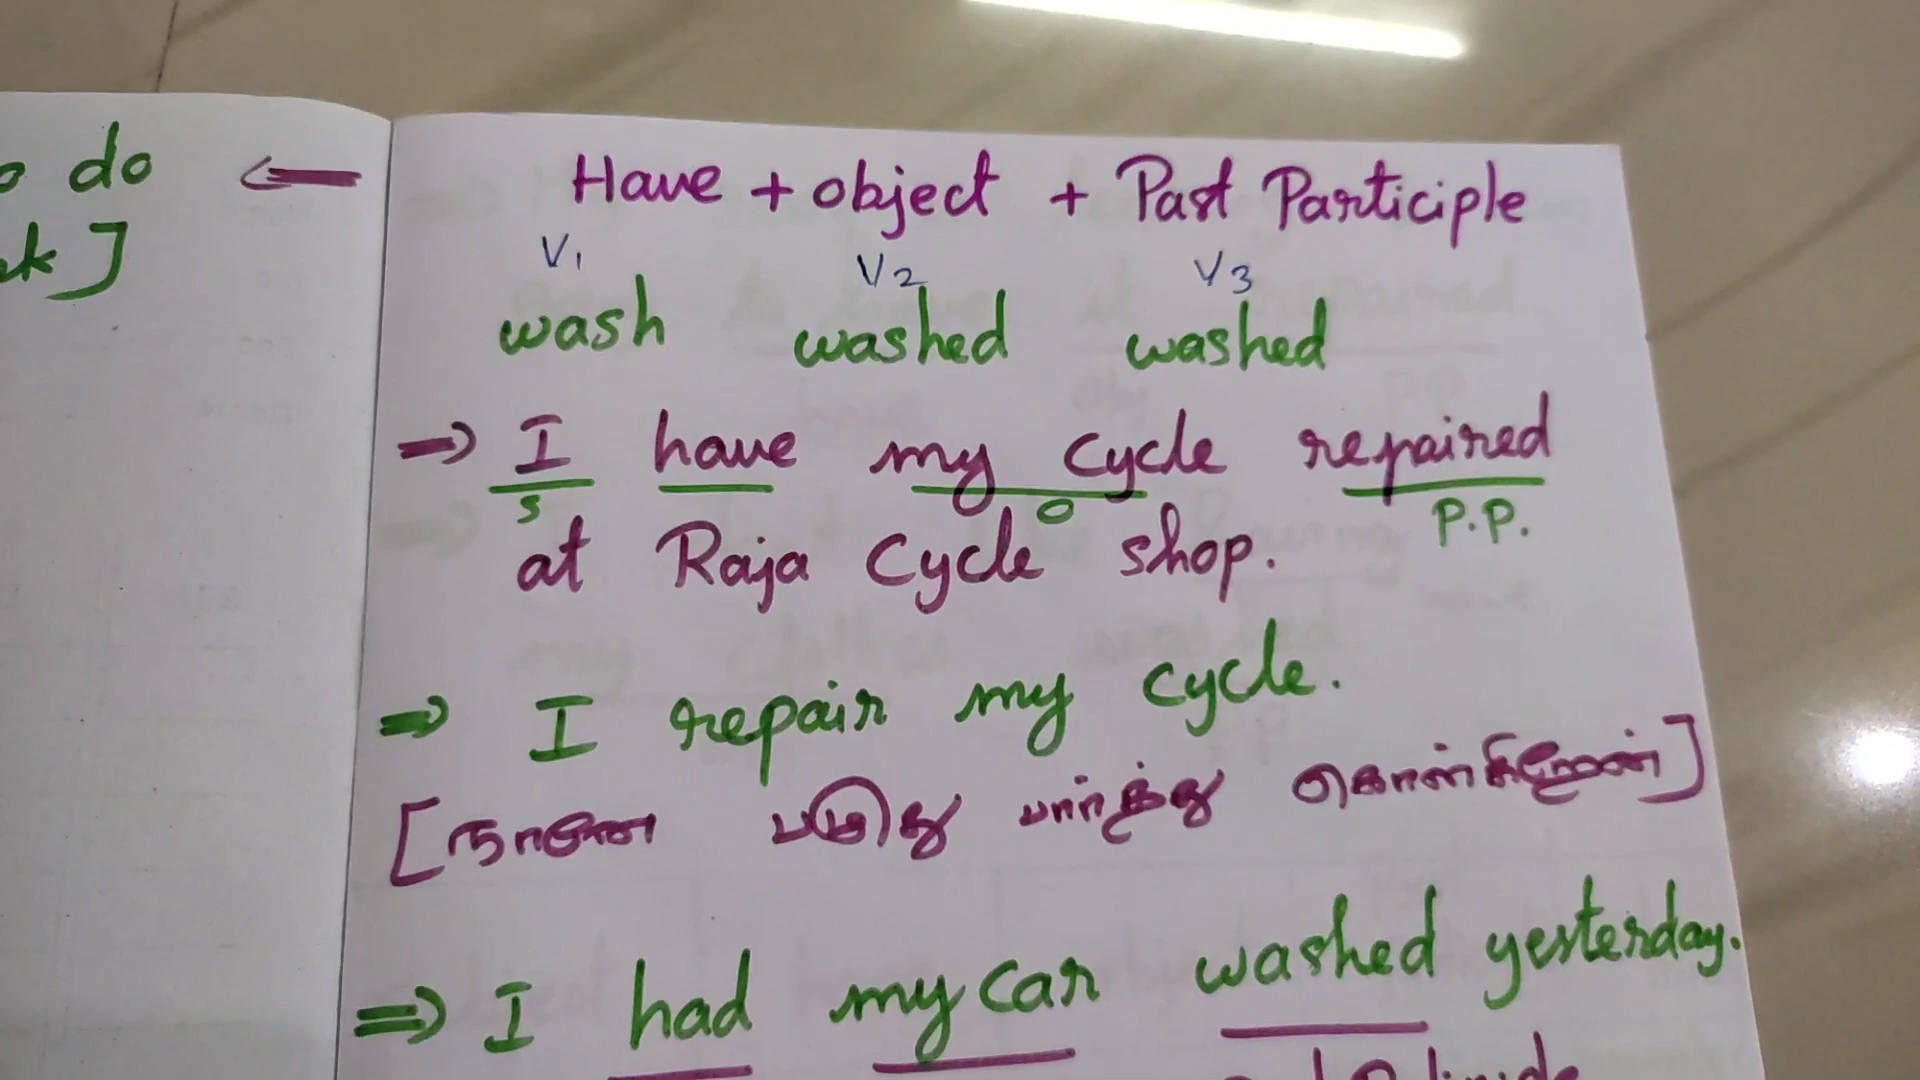 do ←
Have + object + Past Participle
V1 V2 V3
wash washed washed
⇒ I have my cycle repaired
S O P.P.
at Raja Cycle shop.
⇒ I repair my cycle.
[நானே பழுது பார்த்து கொள்கிறேன்]
⇒ I had my car washed yesterday.